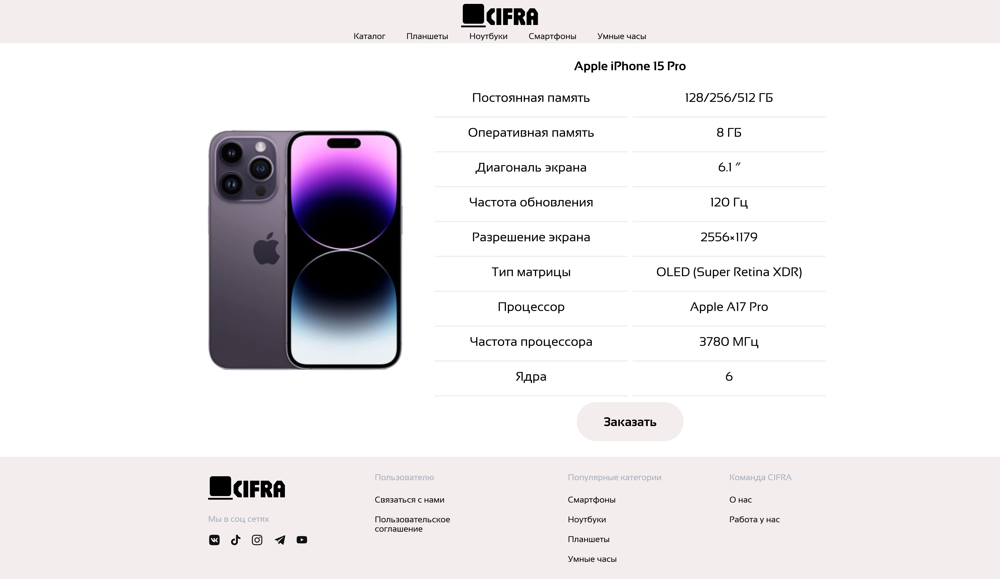 CIFRA
Каталог Планшеты Ноутбуки Смартфоны Умные часы
Apple iPhone 15 Pro
Постоянная память 128/256/512 ГБ
Оперативная память 8 ГБ
Диагональ экрана 6.1 ″
Частота обновления 120 Гц
Разрешение экрана 2556×1179
Тип матрицы OLED (Super Retina XDR)
Процессор Apple A17 Pro
Частота процессора 3780 МГц
Ядра 6
Заказать
CIFRA
Мы в соц сетях
Пользователю
Связаться с нами
Пользовательское
соглашение
Популярные категории
Смартфоны
Ноутбуки
Планшеты
Умные часы
Команда CIFRA
О нас
Работа у нас